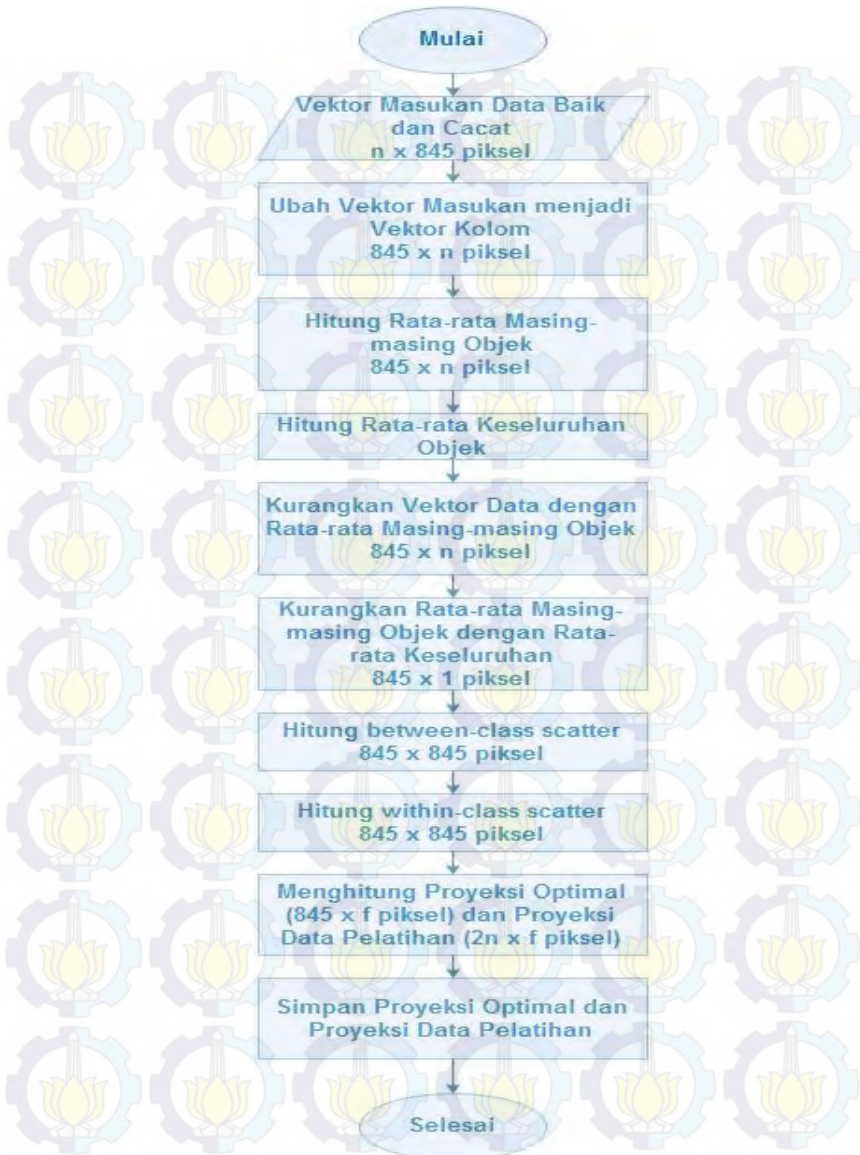 Mulai
Vektor Masukan Data Baik
dan Cacat
n x 845 piksel
Ubah Vektor Masukan menjadi
Vektor Kolom
845 x n piksel
Hitung Rata-rata Masing-
masing Objek
845 x n piksel
Hitung Rata-rata Keseluruhan
Objek
Kurangkan Vektor Data dengan
Rata-rata Masing-masing Objek
845 x n piksel
Kurangkan Rata-rata Masing-
masing Objek dengan Rata-
rata Keseluruhan
845 x 1 piksel
Hitung between-class scatter
845 x 845 piksel
Hitung within-class scatter
845 x 845 piksel
Menghitung Proyeksi Optimal
(845 x f piksel) dan Proyeksi
Data Pelatihan (2n x f piksel)
Simpan Proyeksi Optimal dan
Proyeksi Data Pelatihan
Selesai